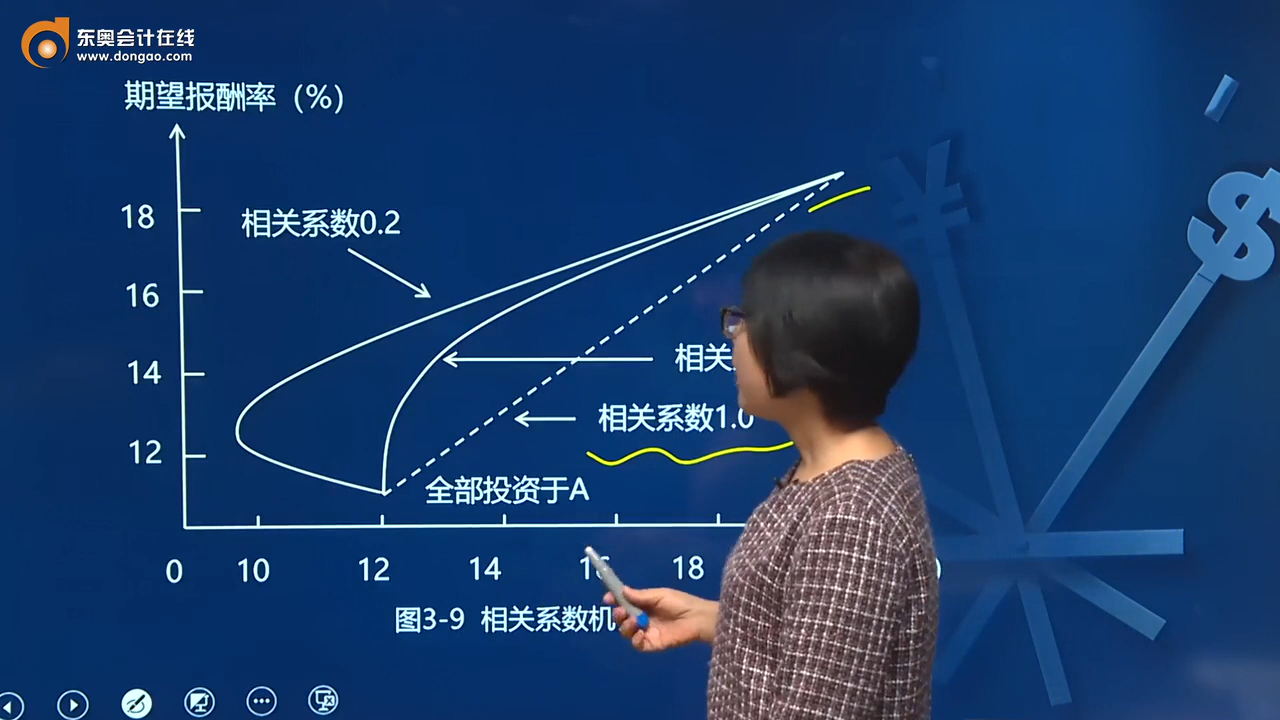 东奥会计在线
www.dongao.com
期望报酬率（%）
18
相关系数0.2
16
14
相关
相关系数1.0
12
全部投资于A
0 10 12 14 16 18
图3-9 相关系数机